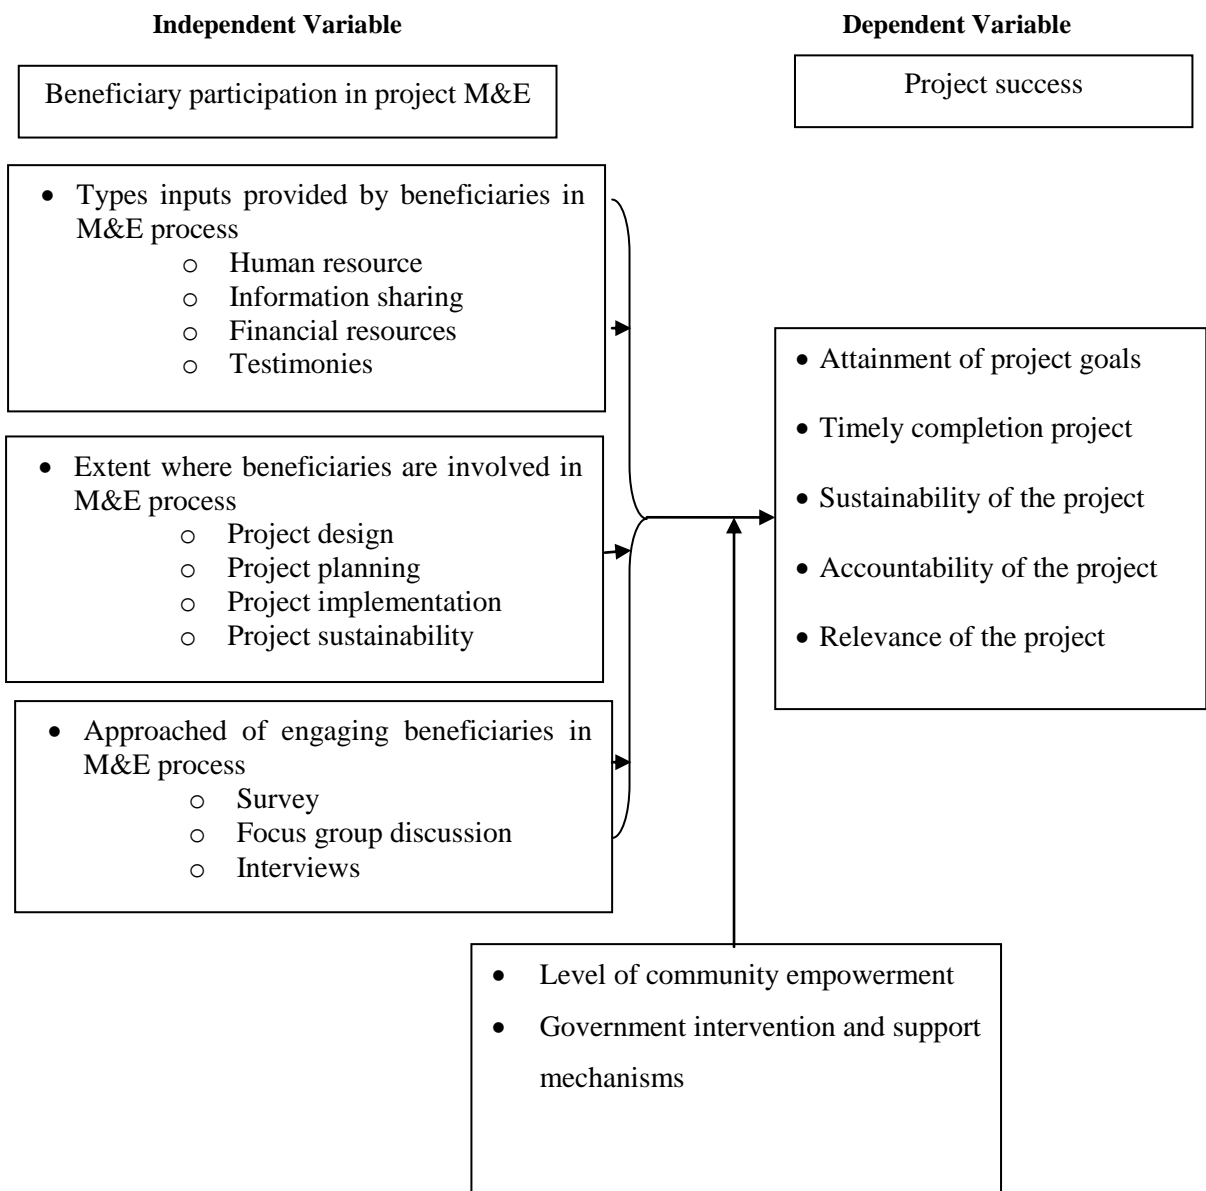 Independent Variable
Dependent Variable
Beneficiary participation in project M&E
Project success
• Types inputs provided by beneficiaries in
M&E process
o Human resource
o Information sharing
o Financial resources
o Testimonies
• Extent where beneficiaries are involved in
M&E process
o Project design
o Project planning
o Project implementation
o Project sustainability
• Approached of engaging beneficiaries in
M&E process
o Survey
o Focus group discussion
o Interviews
• Attainment of project goals
• Timely completion project
• Sustainability of the project
• Accountability of the project
• Relevance of the project
• Level of community empowerment
• Government intervention and support
mechanisms